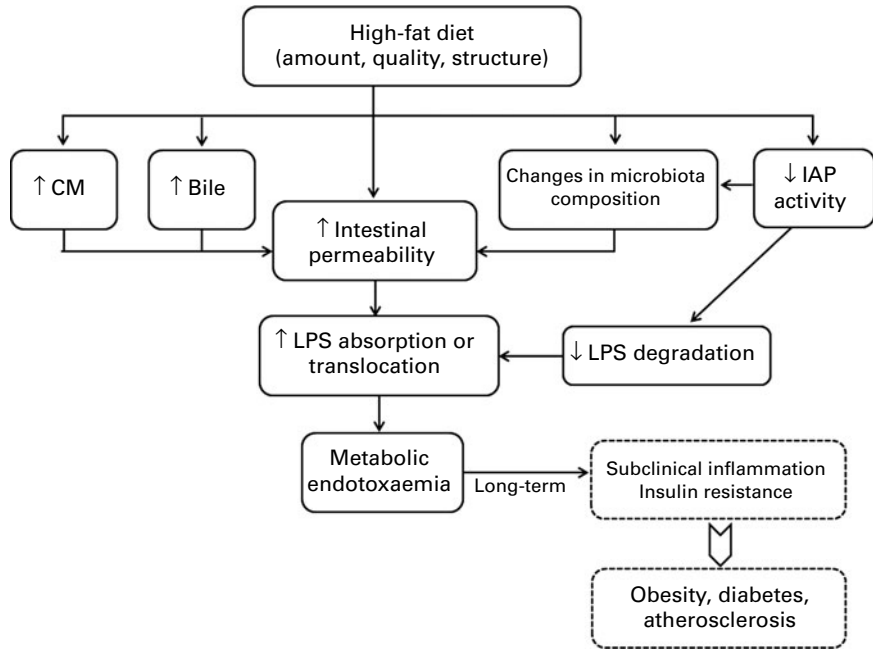 High-fat diet
(amount, quality, structure)
↑ CM
↑ Bile
↑ Intestinal
permeability
Changes in microbiota
composition
↓ IAP
activity
↑ LPS absorption or
translocation
↓ LPS degradation
Metabolic
endotoxaemia
Long-term
Subclinical inflammation
Insulin resistance
Obesity, diabetes,
atherosclerosis